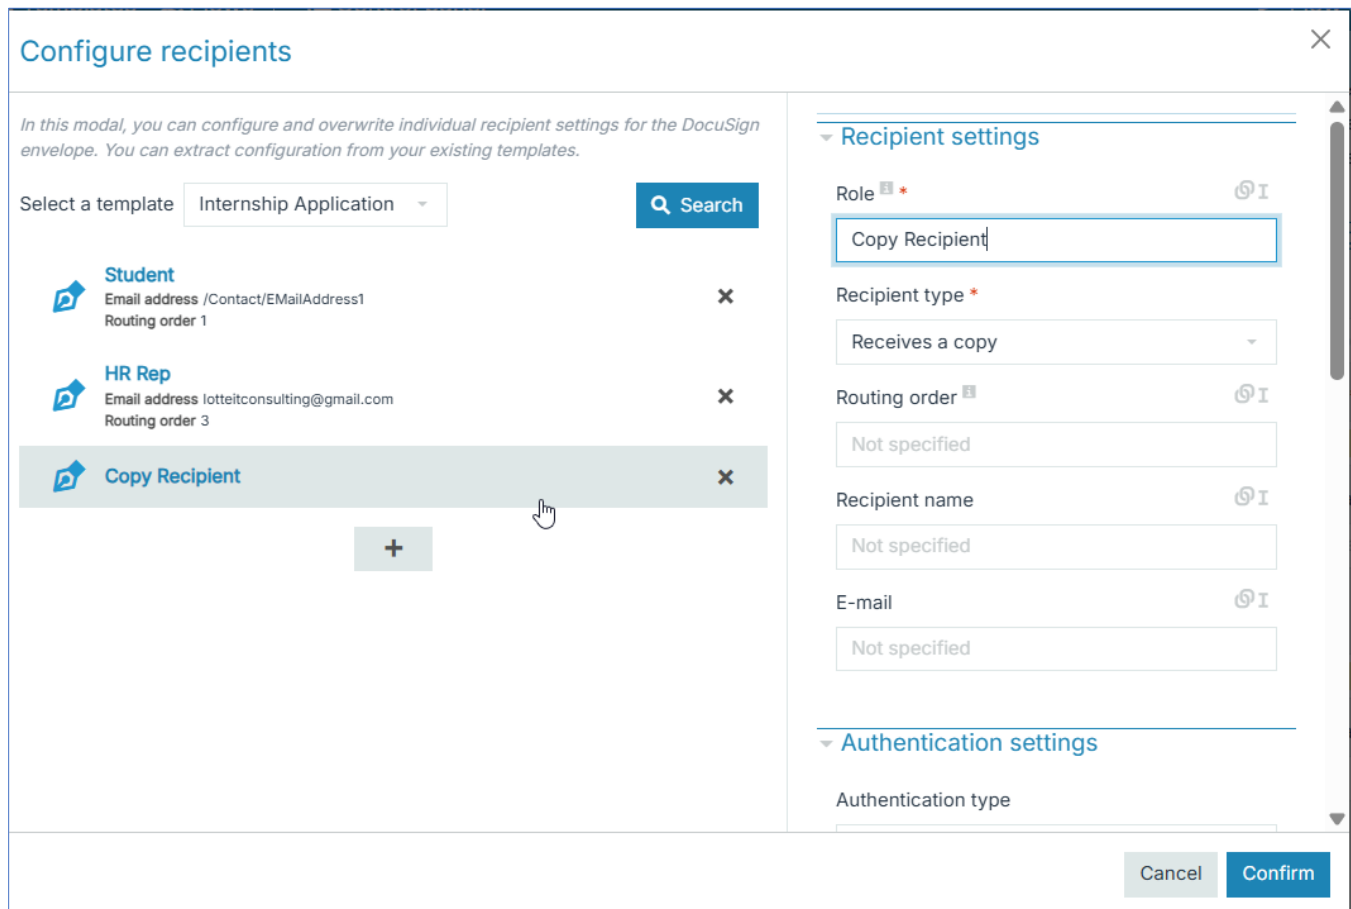 Configure recipients
In this modal, you can configure and overwrite individual recipient settings for the DocuSign
envelope. You can extract configuration from your existing templates.
Select a template Internship Application Search
Student
Email address /Contact/EMailAddress1
Routing order 1
HR Rep
Email address lotteitconsulting@gmail.com
Routing order 3
Copy Recipient
+
Recipient settings
Role *
Copy Recipient
Recipient type *
Receives a copy
Routing order
Not specified
Recipient name
Not specified
E-mail
Not specified
Authentication settings
Authentication type
Cancel Confirm